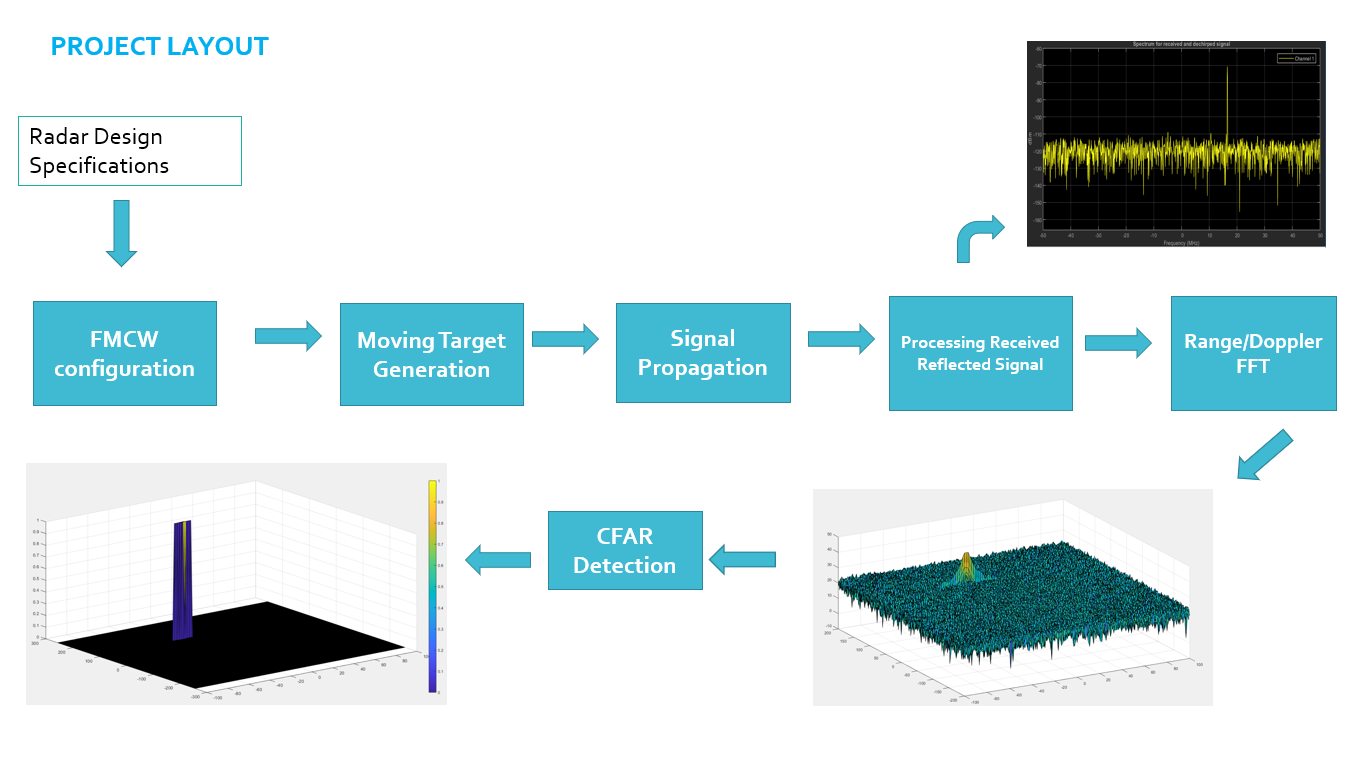 PROJECT LAYOUT
Radar Design
Specifications
Spectrum for received and dechirped signal
Channel 1
Frequency (MHz)
FMCW
configuration
Moving Target
Generation
Signal
Propagation
Processing Received
Reflected Signal
Range/Doppler
FFT
CFAR
Detection